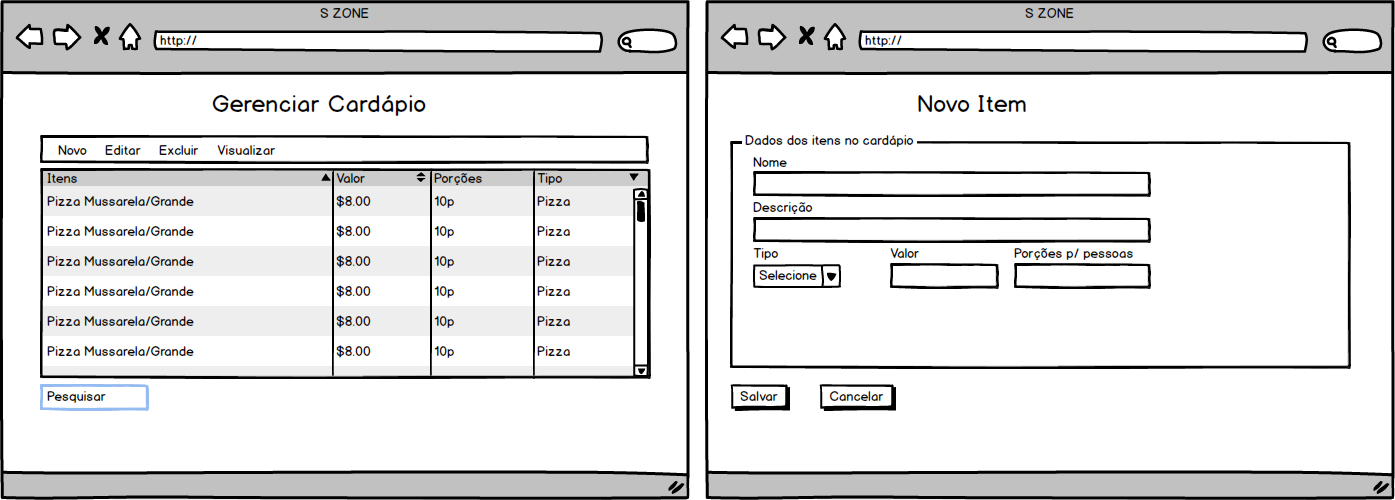 S ZONE
http://
Gerenciar Cardápio
Novo Editar Excluir Visualizar
Itens Valor Porções Tipo
Pizza Mussarela/Grande $8.00 10p Pizza
Pizza Mussarela/Grande $8.00 10p Pizza
Pizza Mussarela/Grande $8.00 10p Pizza
Pizza Mussarela/Grande $8.00 10p Pizza
Pizza Mussarela/Grande $8.00 10p Pizza
Pizza Mussarela/Grande $8.00 10p Pizza
Pesquisar
S ZONE
http://
Novo Item
Dados dos itens no cardápio
Nome
Descrição
Tipo Valor Porções p/ pessoas
Selecione
Salvar Cancelar